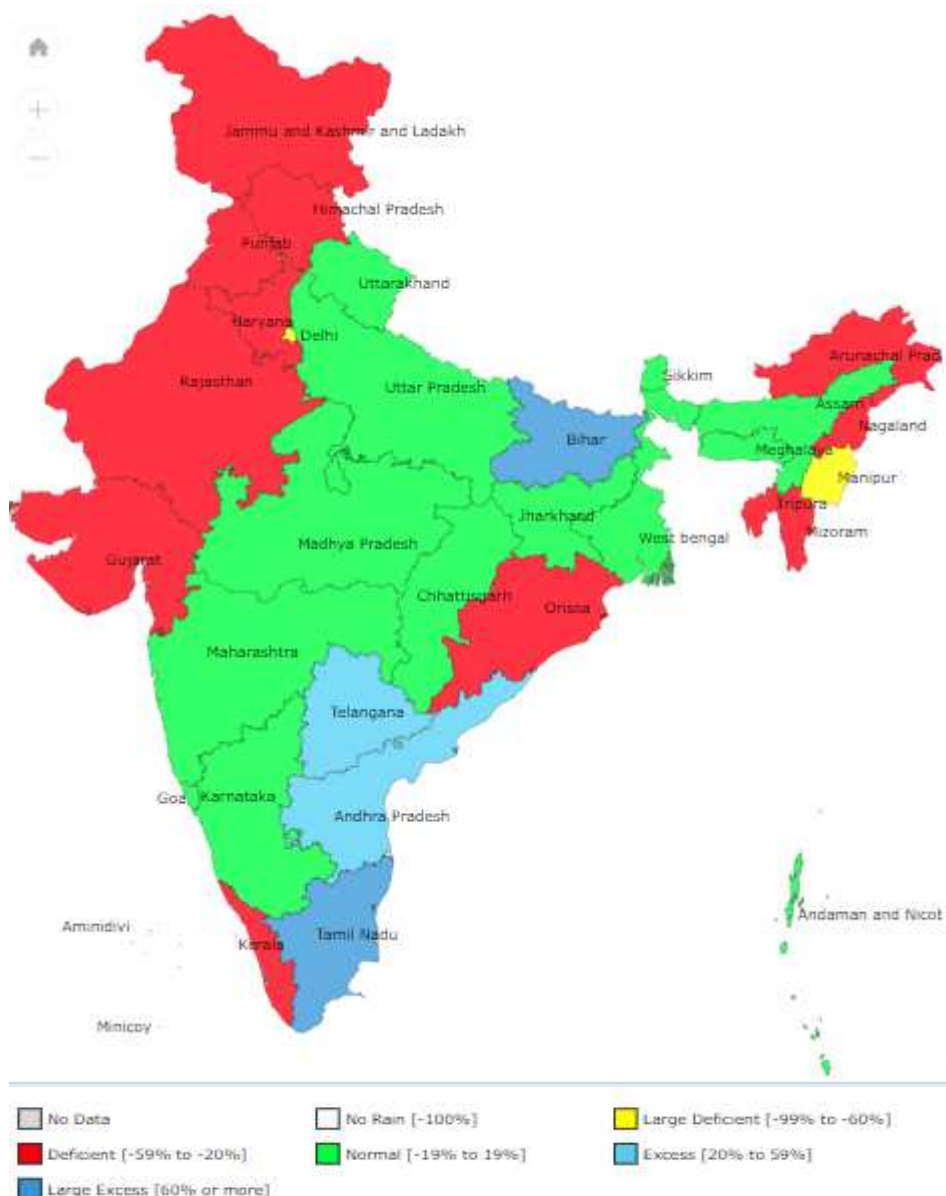 Jammu and Kashmir and Ladakh
Himachal Pradesh
Punjab
Uttarakhand
Haryana
Delhi
Rajasthan
Uttar Pradesh
Arunachal Prad
Sikkim
Assam
Nagaland
Bihar
Meghalaya
Manipur
Tripura
Jharkhand
Mizoram
West bengal
Madhya Pradesh
Gujarat
Chhattisgarh
Orissa
Maharashtra
Telangana
Goa
Karnataka
Andhra Pradesh
Andaman and Nicob
Aminidivi
Kerala
Tamil Nadu
Minicoy
No Data
No Rain [-100%]
Large Deficient [-99% to -60%]
Deficient [-59% to -20%]
Normal [-19% to 19%]
Excess [20% to 59%]
Large Excess [60% or more]